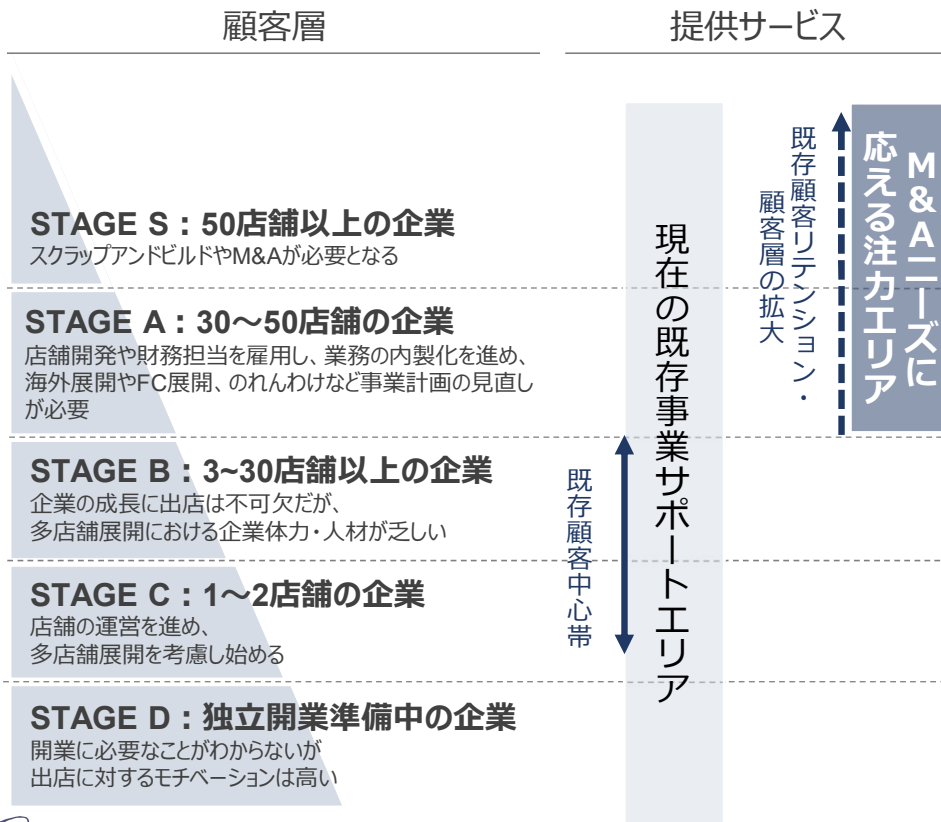 顧客層
提供サービス
STAGE S：50店舗以上の企業
スクラップアンドビルドやM&Aが必要となる
STAGE A：30～50店舗の企業
店舗開発や財務担当を雇用し、業務の内製化を進め、
海外展開やFC展開、のれんわけなど事業計画の見直し
が必要
STAGE B：3~30店舗以上の企業
企業の成長に出店は不可欠だが、
多店舗展開における企業体力・人材が乏しい
STAGE C：1～2店舗の企業
店舗の運営を進め、
多店舗展開を考慮し始める
STAGE D：独立開業準備中の企業
開業に必要なことがわからないが
出店に対するモチベーションは高い
既存顧客中心帯
現在の既存事業サポートエリア
既存顧客リテンション・
顧客層の拡大
M&Aニーズに
応える注力エリア